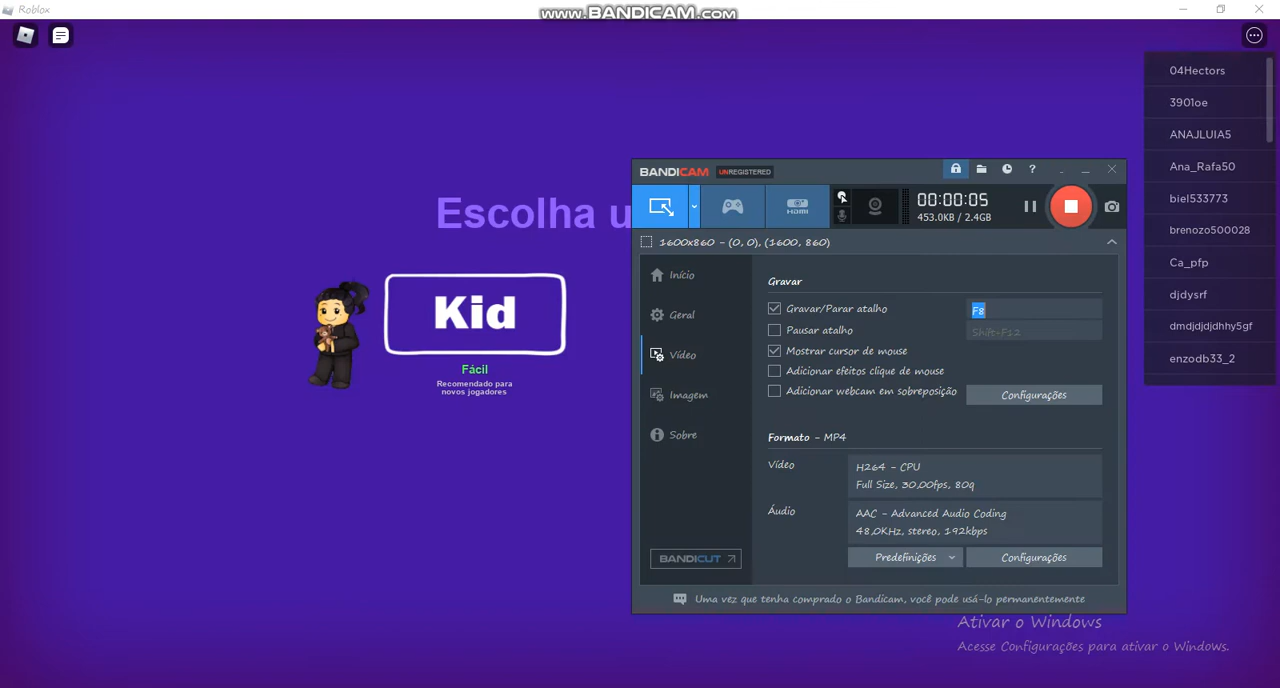 Roblox
www.BANDICAM.com
04Hectors
3901oe
ANAJLUIA5
Ana_Rafa50
biel533773
brenozo500028
Ca_pfp
djdysrf
dmdjdjdjdhhy5gf
enzodb33_2
Escolha u
Kid
Fácil
Recomendado para
novos jogadores
BANDICAM UNREGISTERED
?
HDMI
00:00:05
453.0KB / 2.4GB
1600x860 - (0, 0), (1600, 860)
Início
Geral
Vídeo
Imagem
Sobre
BANDICUT
Gravar
Gravar/Parar atalho
F8
Pausar atalho
Shift+F12
Mostrar cursor de mouse
Adicionar efeitos clique de mouse
Adicionar webcam em sobreposição
Configurações
Formato - MP4
Vídeo
H264 - CPU
Full Size, 30.00fps, 80q
Áudio
AAC - Advanced Audio Coding
48.0KHz, stereo, 192kbps
Predefinições
Configurações
Uma vez que tenha comprado o Bandicam, você pode usá-lo permanentemente
Ativar o Windows
Acesse Configurações para ativar o Windows.